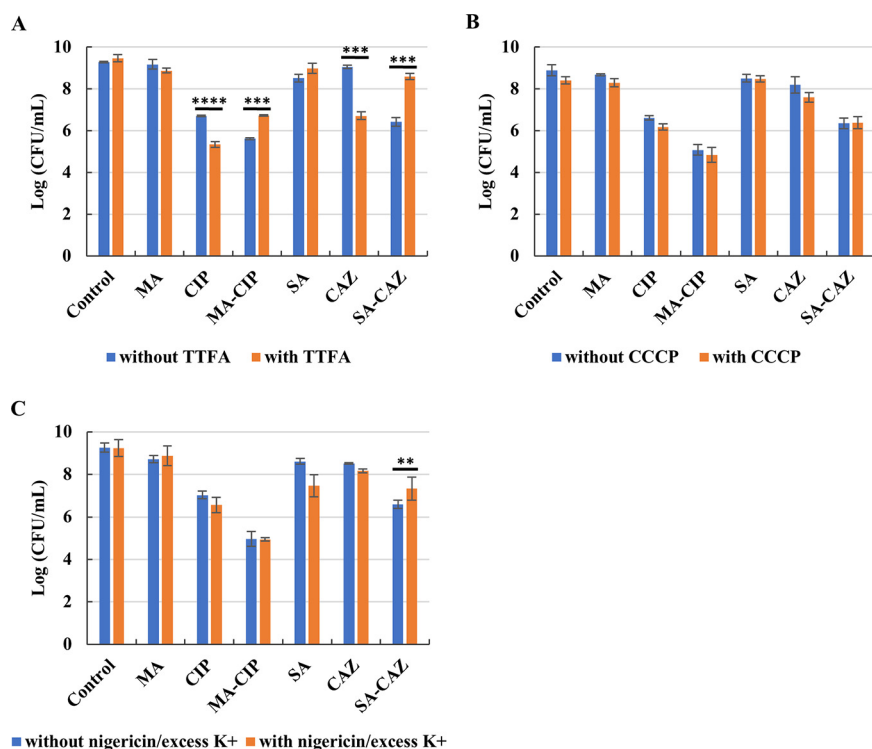 A
Log (CFU/mL)
10
8
6
4
2
0
****
***
***
***
Control
MA
CIP
MA-CIP
SA
CAZ
SA-CAZ
without TTFA
with TTFA
B
Log (CFU/mL)
10
8
6
4
2
0
Control
MA
CIP
MA-CIP
SA
CAZ
SA-CAZ
without CCCP
with CCCP
C
Log (CFU/mL)
10
8
6
4
2
0
**
Control
MA
CIP
MA-CIP
SA
CAZ
SA-CAZ
without nigericin/excess K+
with nigericin/excess K+